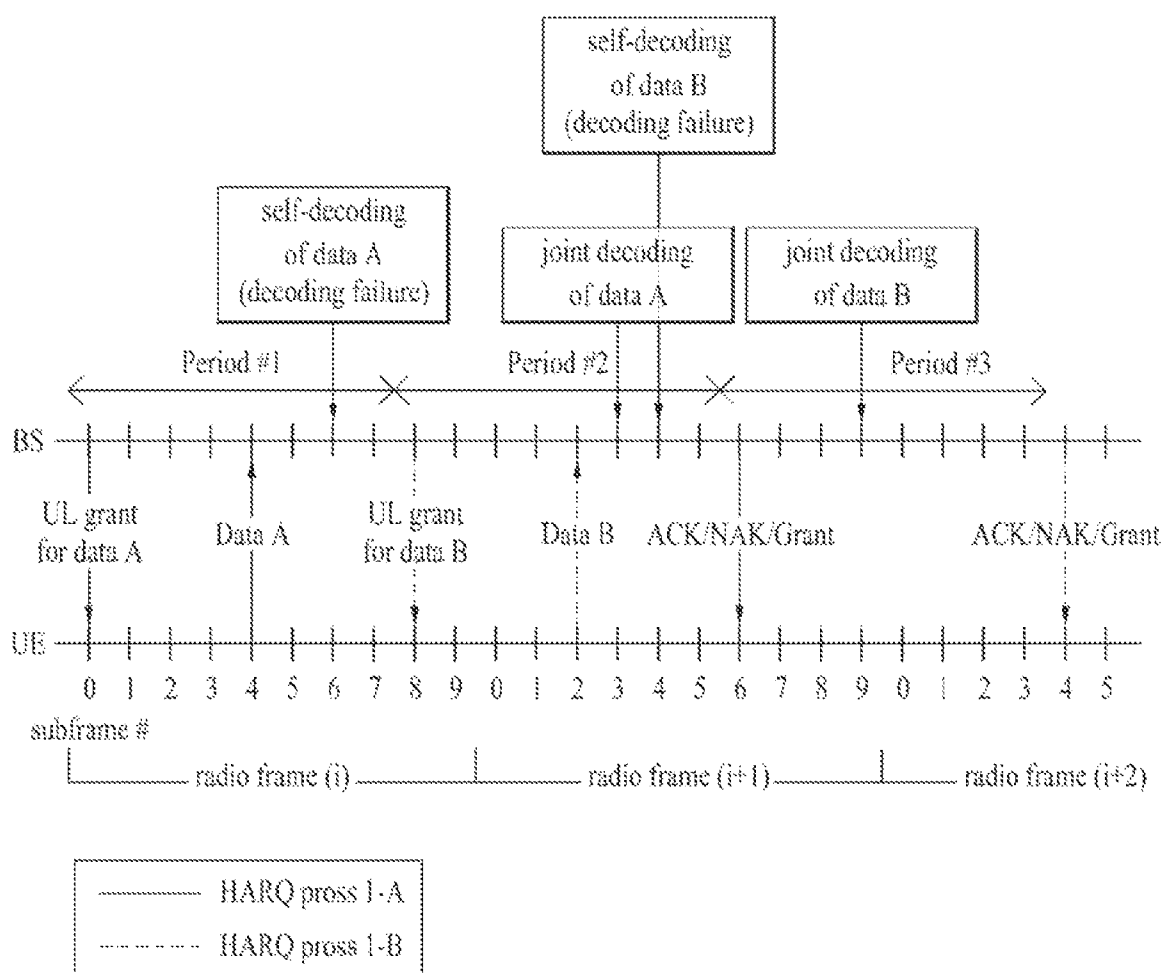 self-decoding
of data B
(decoding failure)
self-decoding
of data A
(decoding failure)
joint decoding
of data A
joint decoding
of data B
Period #1
Period #2
Period #3
BS
UL grant
for data A
Data A
UL grant
for data B
Data B
ACK/NAK/Grant
ACK/NAK/Grant
UE
0 1 2 3 4 5 6 7 8 9 0 1 2 3 4 5 6 7 8 9 0 1 2 3 4 5
subframe #
radio frame (i)
radio frame (i+1)
radio frame (i+2)
HARQ pross 1-A
HARQ pross 1-B